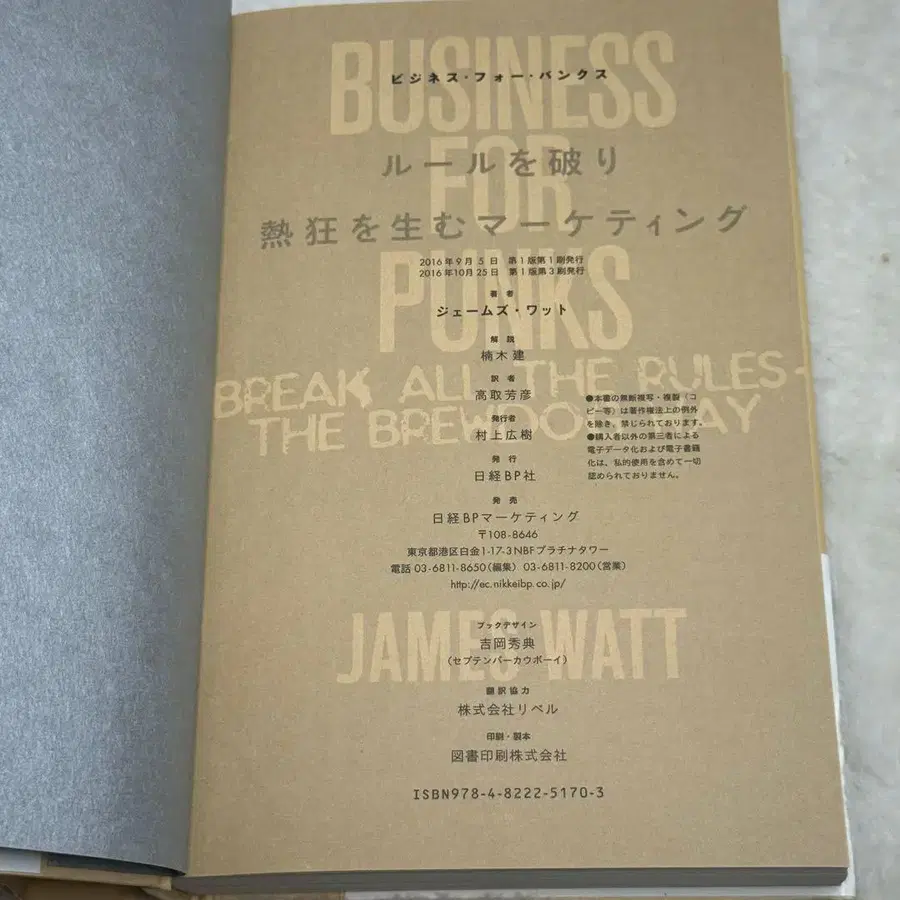 BUSINESS
ビジネス・フォー・パンクス
FOR
ルールを破り
熱狂を生むマーケティング
PUNKS
2016年9月5日 第1版第1刷発行
2016年10月25日 第1版第3刷発行
著者
ジェームズ・ワット
解説
楠木建
BREAK ALL THE RULES-
THE BREWDOG WAY
訳者
高取芳彦
発行者
村上広樹
発行
日経BP社
●本書の無断複写・複製(コ
ピー等)は著作権法上の例外
を除き、禁じられております。
●購入者以外の第三者による
電子データ化および電子書籍
化は、私的使用を含めて一切
認められておりません。
発売
日経BPマーケティング
〒108-8646
東京都港区白金1-17-3 NBFプラチナタワー
電話 03-6811-8650(編集) 03-6811-8200(営業)
http://ec.nikkeibp.co.jp/
JAMES WATT
ブックデザイン
吉岡秀典
(セプテンバーカウボーイ)
翻訳協力
株式会社リベル
印刷・製本
図書印刷株式会社
ISBN978-4-8222-5170-3